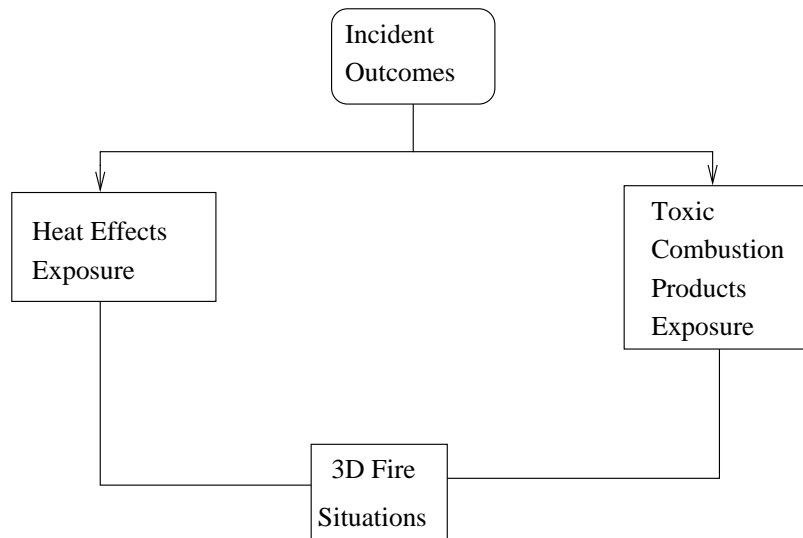 Incident
Outcomes
Heat Effects
Exposure
Toxic
Combustion
Products
Exposure
3D Fire
Situations